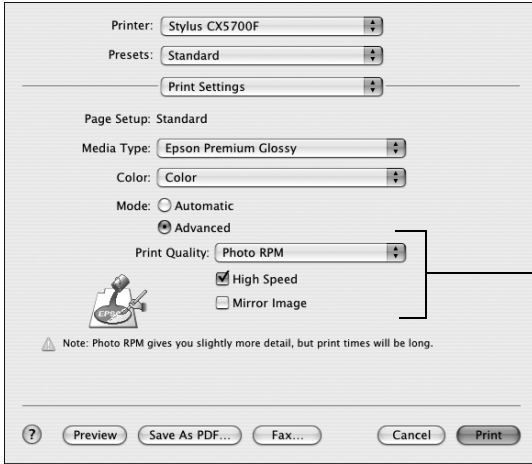 Printer: Stylus CX5700F
Presets: Standard
Print Settings
Page Setup: Standard
Media Type: Epson Premium Glossy
Color: Color
Mode: Automatic
Advanced
Print Quality: Photo RPM
High Speed
Mirror Image
EPSON
Note: Photo RPM gives you slightly more detail, but print times will be long.
? Preview Save As PDF... Fax... Cancel Print